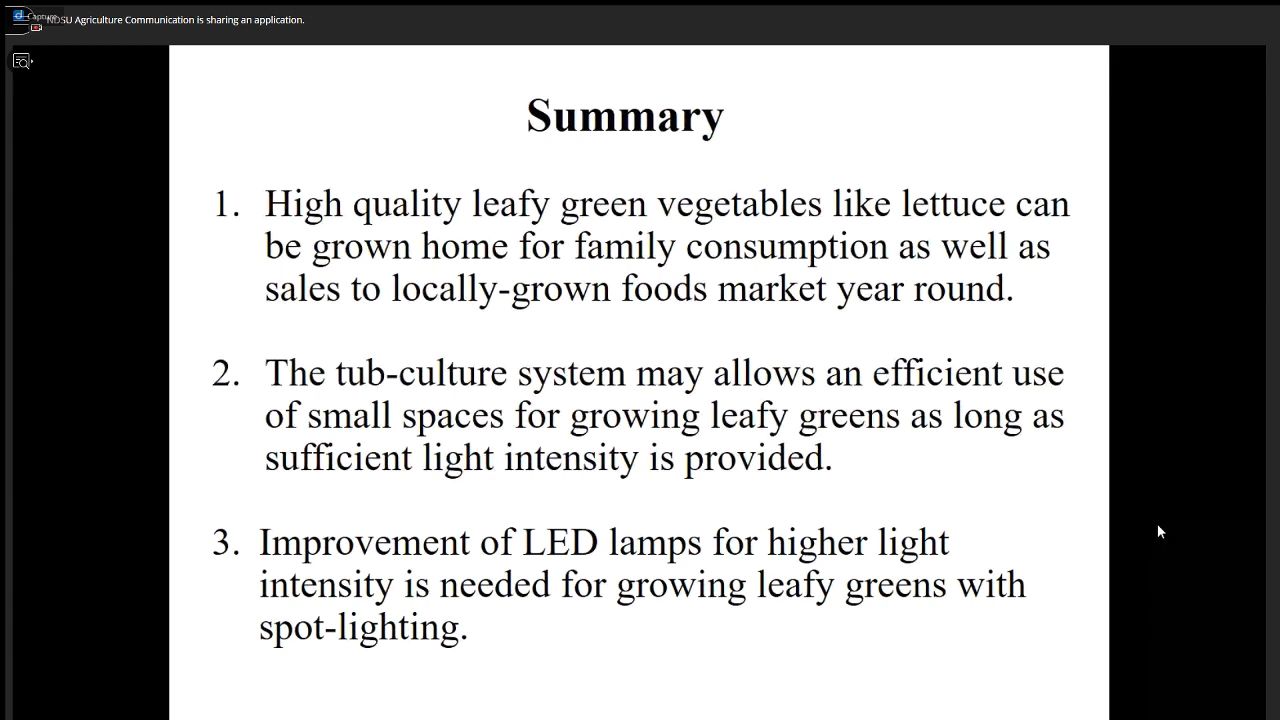 NDSU Agriculture Communication is sharing an application.
Summary
1. High quality leafy green vegetables like lettuce can
be grown home for family consumption as well as
sales to locally-grown foods market year round.
2. The tub-culture system may allows an efficient use
of small spaces for growing leafy greens as long as
sufficient light intensity is provided.
3. Improvement of LED lamps for higher light
intensity is needed for growing leafy greens with
spot-lighting.